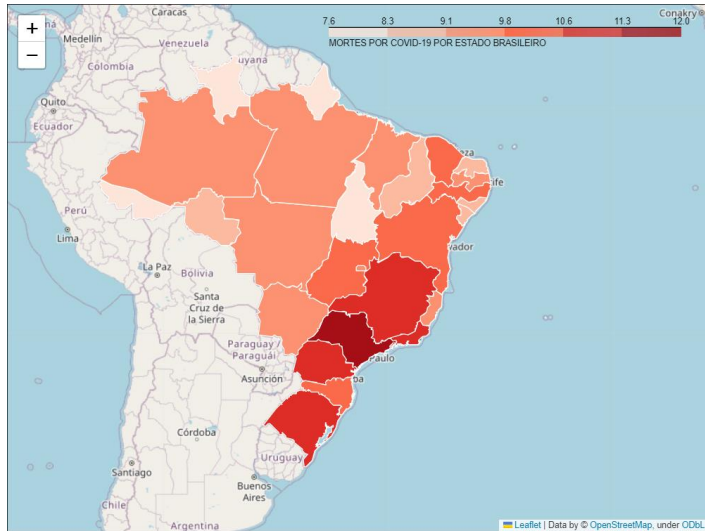 Caracas
Conakry
+
7.6 8.3 9.1 9.8 10.6 11.3 12.0
Medellín
Venezuela
MORTES POR COVID-19 POR ESTADO BRASILEIRO
−
uyana
Colombia
Quito
Ecuador
eza
ife
Perú
Lima
vador
La Paz
Bolivia
Santa
Cruz de
la Sierra
Paraguay /
Paraguái
Paulo
Asunción
ba
Córdoba
Uruguay
Santiago
Buenos
Aires
Chile
Argentina
Leaflet | Data by © OpenStreetMap, under ODbL